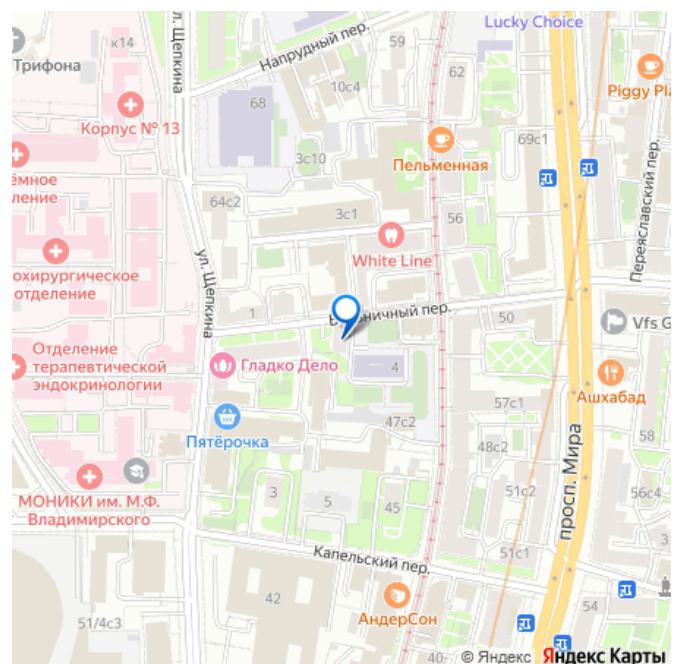 Lucky Choice
ул. Щепкина
к14
Трифона
Напрудный пер.
59
10с4
62
Piggy Pla
68
Корпус № 13
3с10
Пельменная
69с1
Переяславский пер.
ёмное
ление
64с2
3с1
56
White Line
охирургическое
отделение
ул. Щепкина
1
пер.
50
Vfs G
Отделение
терапевтической
эндокринологии
Гладко Дело
4
Ашхабад
57с1
Пятёрочка
47с2
48с2
58
просп. Мира
МОНИКИ им. М.Ф.
Владимирского
3
5
45
51с2
56с4
3
51с1
Капельский пер.
42
54
АндерСон
51/4с3
40
© Яндекс Яндекс Карты